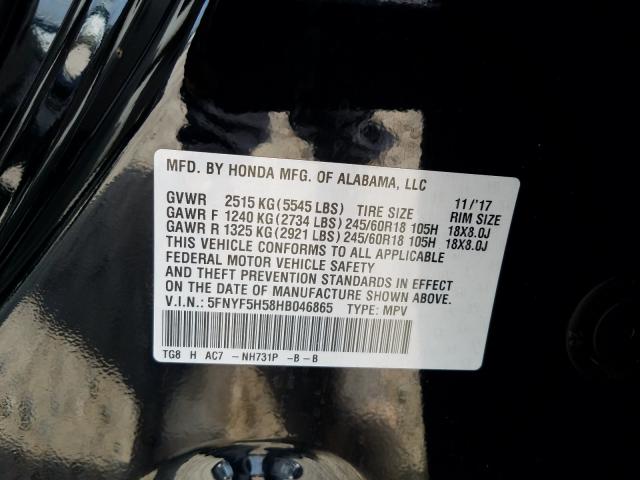 MFD. BY HONDA MFG. OF ALABAMA, LLC
GVWR 2515 KG (5545 LBS) TIRE SIZE 11/'17 RIM SIZE
GAWR F 1240 KG (2734 LBS) 245/60R18 105H 18X8.0J
GAWR R 1325 KG (2921 LBS) 245/60R18 105H 18X8.0J
THIS VEHICLE CONFORMS TO ALL APPLICABLE
FEDERAL MOTOR VEHICLE SAFETY
AND THEFT PREVENTION STANDARDS IN EFFECT
ON THE DATE OF MANUFACTURE SHOWN ABOVE.
V.I.N.: 5FNYF5H58HB046865 TYPE: MPV
TG8 H AC7 -NH731P -B-B